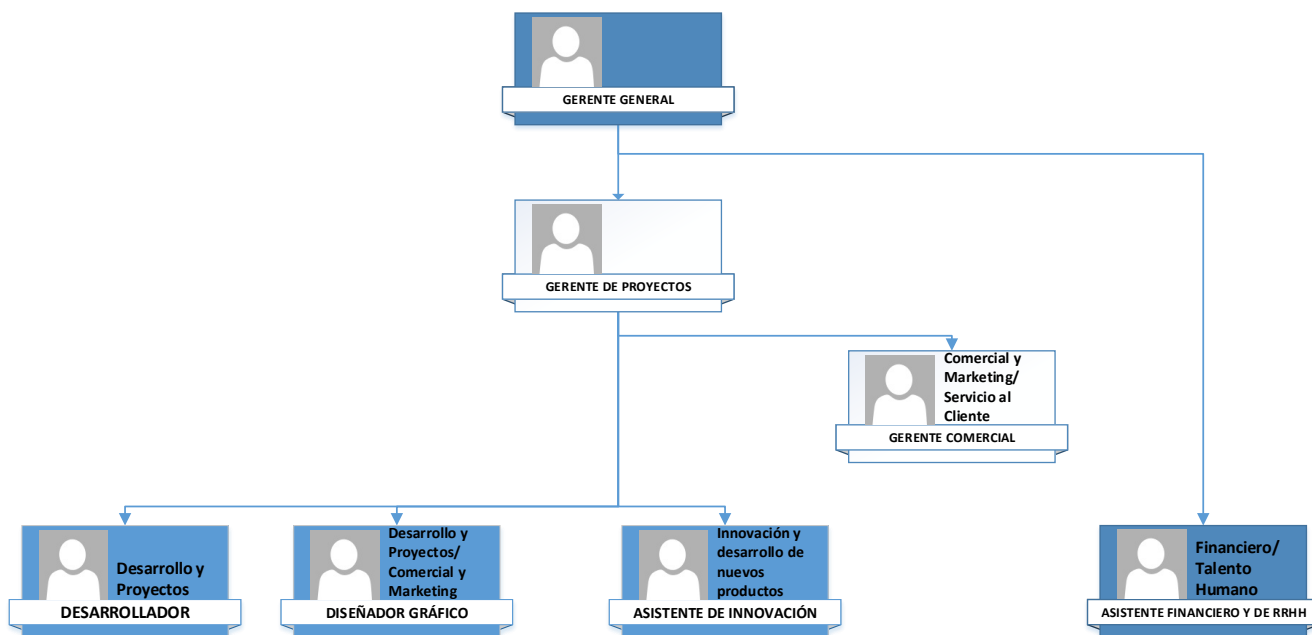 GERENTE GENERAL
GERENTE DE PROYECTOS
Comercial y
Marketing/
Servicio al
Cliente
GERENTE COMERCIAL
Desarrollo y
Proyectos
DESARROLLADOR
Desarrollo y
Proyectos/
Comercial y
Marketing
DISEÑADOR GRÁFICO
Innovación y
desarrollo de
nuevos
productos
ASISTENTE DE INNOVACIÓN
Financiero/
Talento
Humano
ASISTENTE FINANCIERO Y DE RRHH